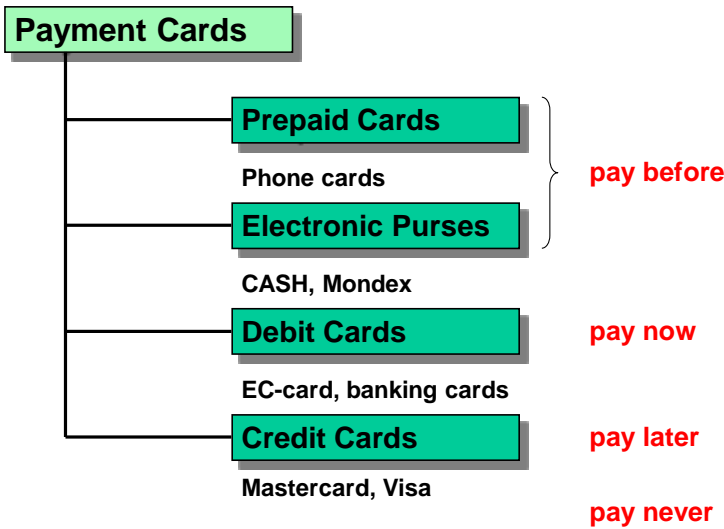 Payment Cards
Prepaid Cards
Phone cards
pay before
Electronic Purses
CASH, Mondex
Debit Cards
pay now
EC-card, banking cards
Credit Cards
pay later
Mastercard, Visa
pay never